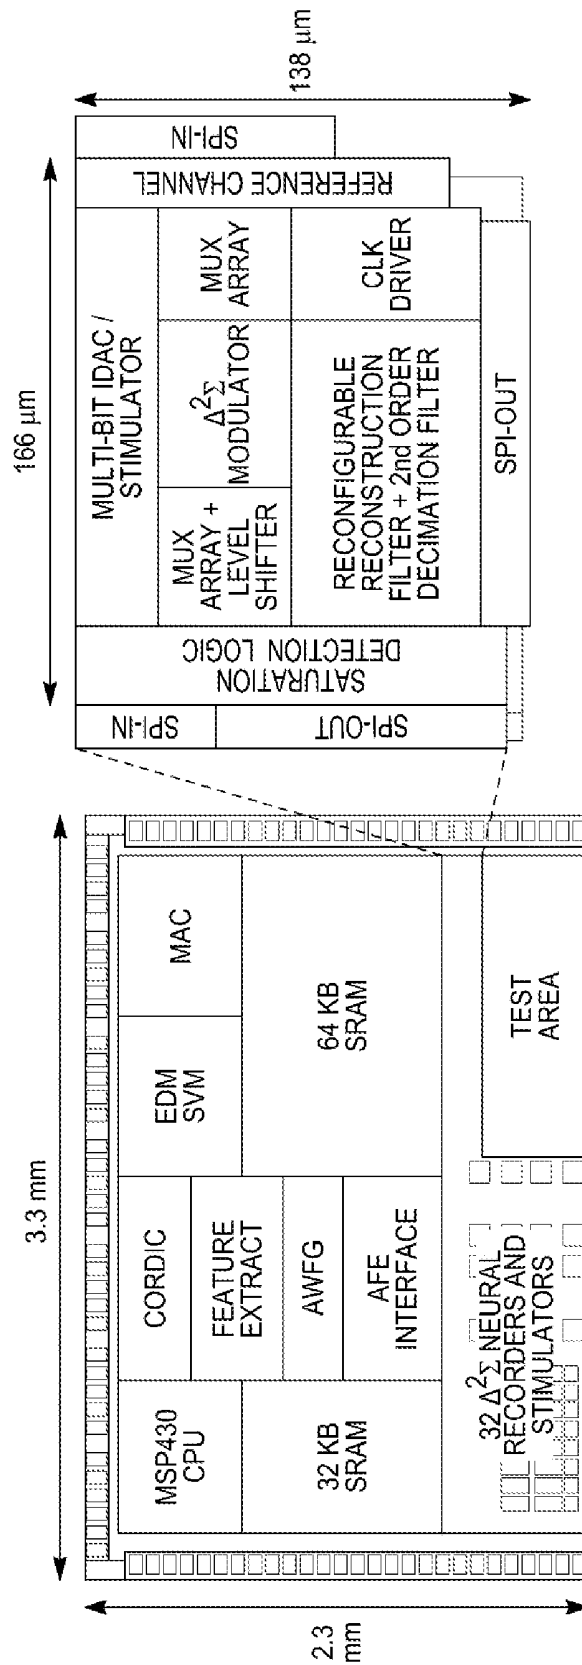 3.3 mm
2.3
mm
MSP430
CPU
CORDIC
EDM
SVM
MAC
FEATURE
EXTRACT
32 KB
SRAM
AWFG
64 KB
SRAM
AFE
INTERFACE
32 Δ²Σ NEURAL
RECORDERS AND
STIMULATORS
TEST
AREA
166 μm
138 μm
SPI-IN
SPI-OUT
SATURATION
DETECTION LOGIC
MULTI-BIT IDAC /
STIMULATOR
MUX
ARRAY +
LEVEL
SHIFTER
Δ²Σ
MODULATOR
MUX
ARRAY
RECONFIGURABLE
RECONSTRUCTION
FILTER + 2nd ORDER
DECIMATION FILTER
CLK
DRIVER
REFERENCE CHANNEL
SPI-IN
SPI-OUT